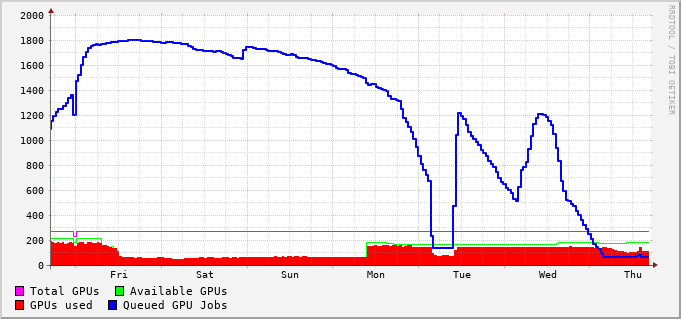 2000
1800
1600
1400
1200
1000
800
600
400
200
0
Fri Sat Sun Mon Tue Wed Thu
Total GPUs Available GPUs
GPUs used Queued GPU Jobs
RRDTOOL / TOBI OETIKER